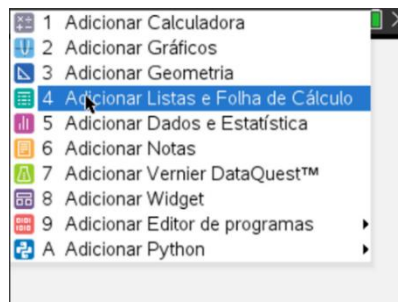 1 Adicionar Calculadora
2 Adicionar Gráficos
3 Adicionar Geometria
4 Adicionar Listas e Folha de Cálculo
5 Adicionar Dados e Estatística
6 Adicionar Notas
7 Adicionar Vernier DataQuest™
8 Adicionar Widget
9 Adicionar Editor de programas
A Adicionar Python